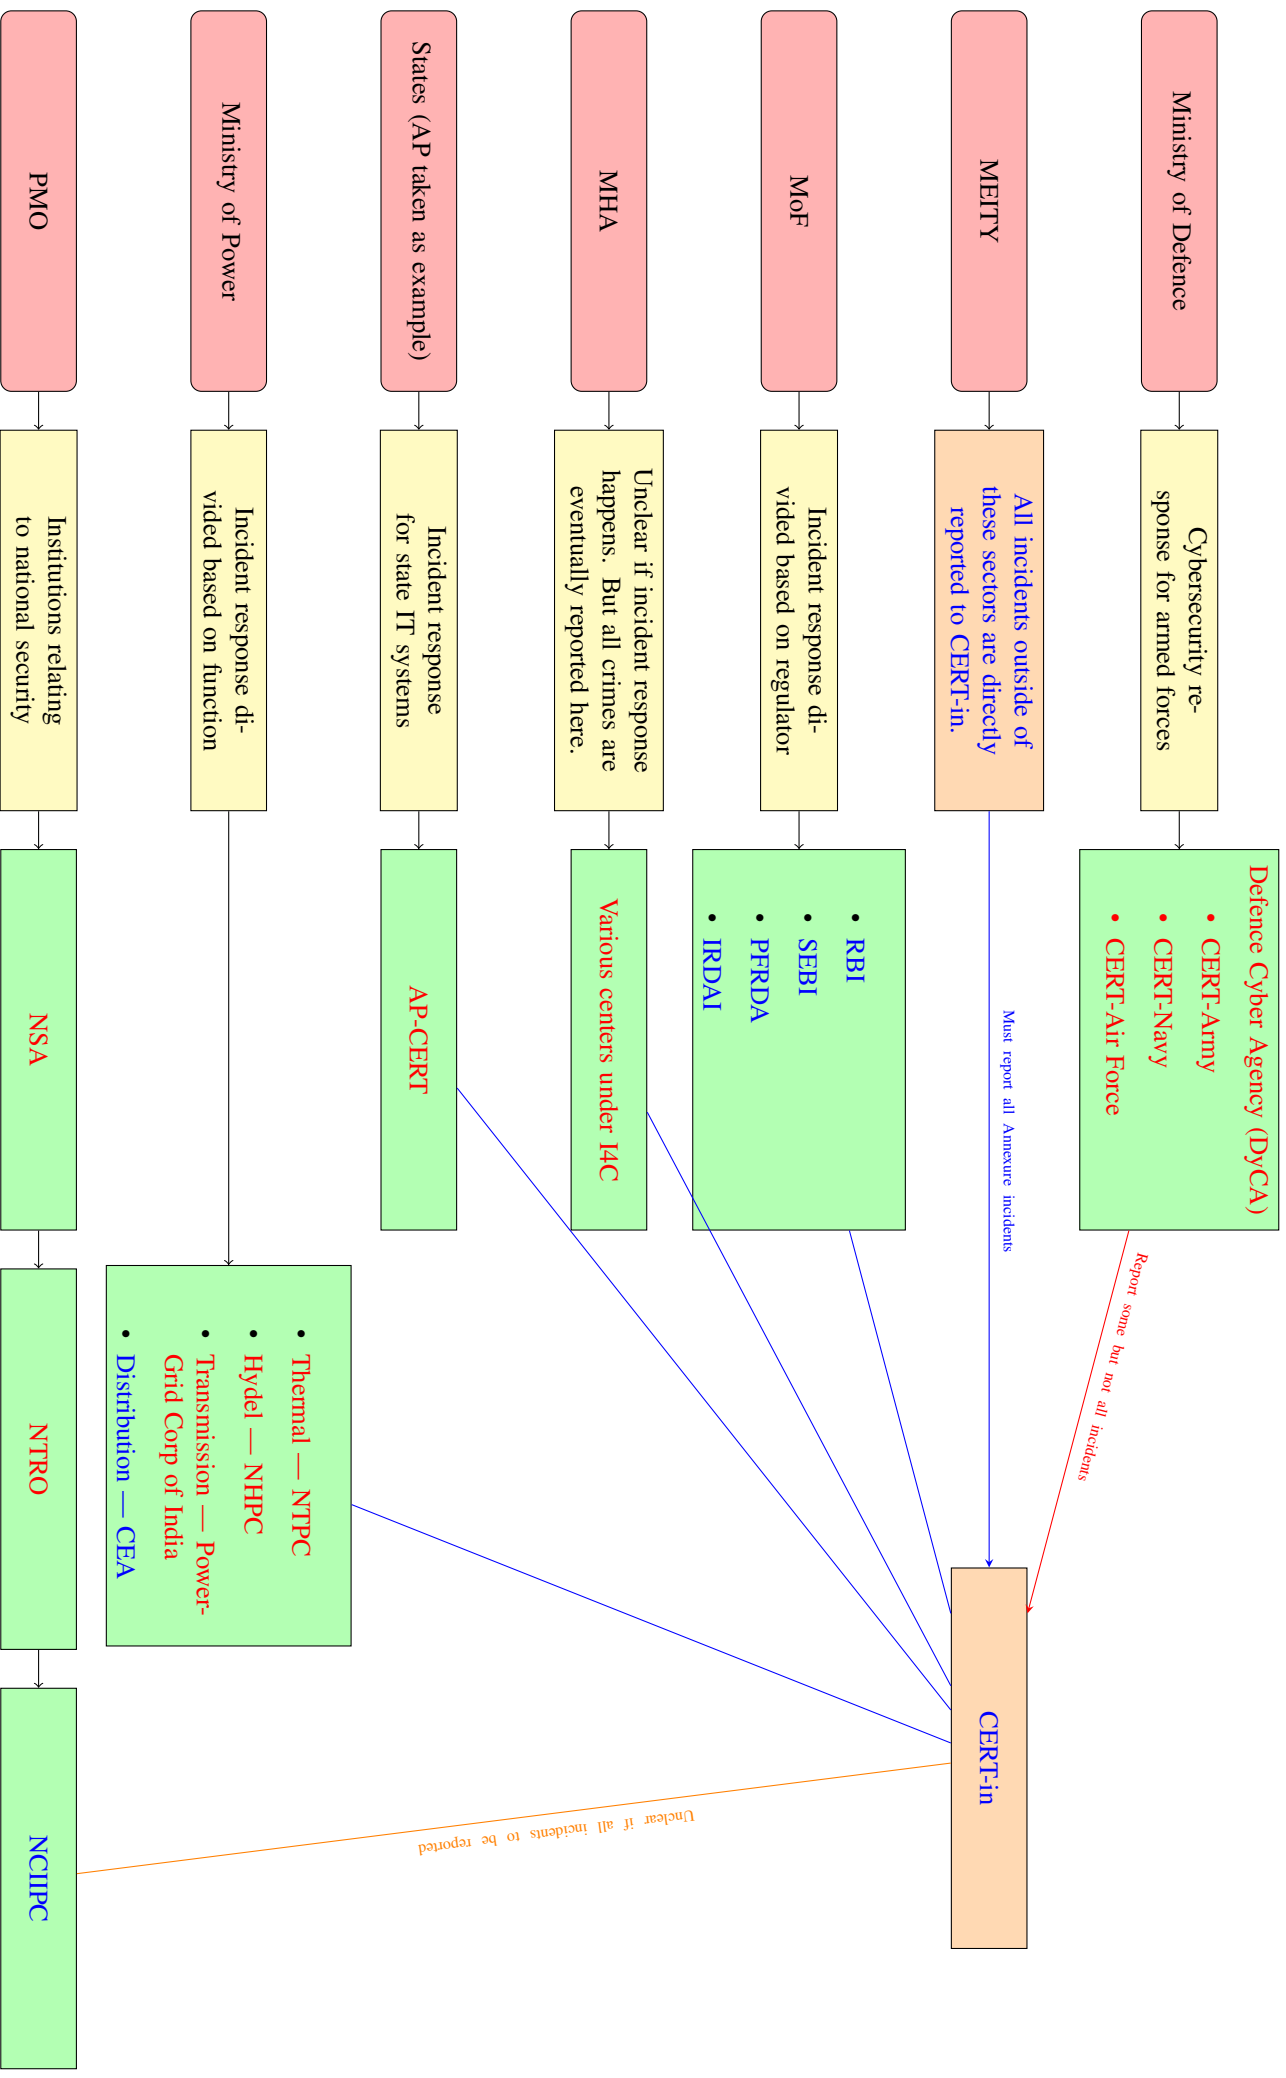 Ministry of Defence
Cybersecurity re-
sponse for armed forces
Defence Cyber Agency (DyCA)
• CERT-Army
• CERT-Navy
• CERT-Air Force
Report some but not all incidents
MEITY
All incidents outside of
these sectors are directly
reported to CERT-in.
Must report all Annexure incidents
CERT-in
MoF
Incident response di-
vided based on regulator
• RBI
• SEBI
• PFRDA
• IRDAI
MHA
Unclear if incident response
happens. But all crimes are
eventually reported here.
Various centers under I4C
States (AP taken as example)
Incident response
for state IT systems
AP-CERT
Ministry of Power
Incident response di-
vided based on function
• Thermal — NTPC
• Hydel — NHPC
• Transmission — Power-
Grid Corp of India
• Distribution — CEA
Unclear if all incidents to be reported
PMO
Institutions relating
to national security
NSA
NTRO
NCIIPC